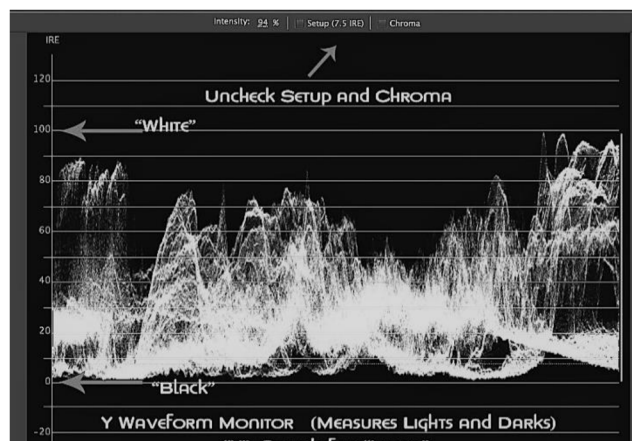 Intensity: 94 % Setup (7.5 IRE) Chroma
IRE
120
Uncheck Setup and Chroma
100
"White"
80
60
40
20
0
"Black"
Y Waveform Monitor (Measures Lights and Darks)
-20